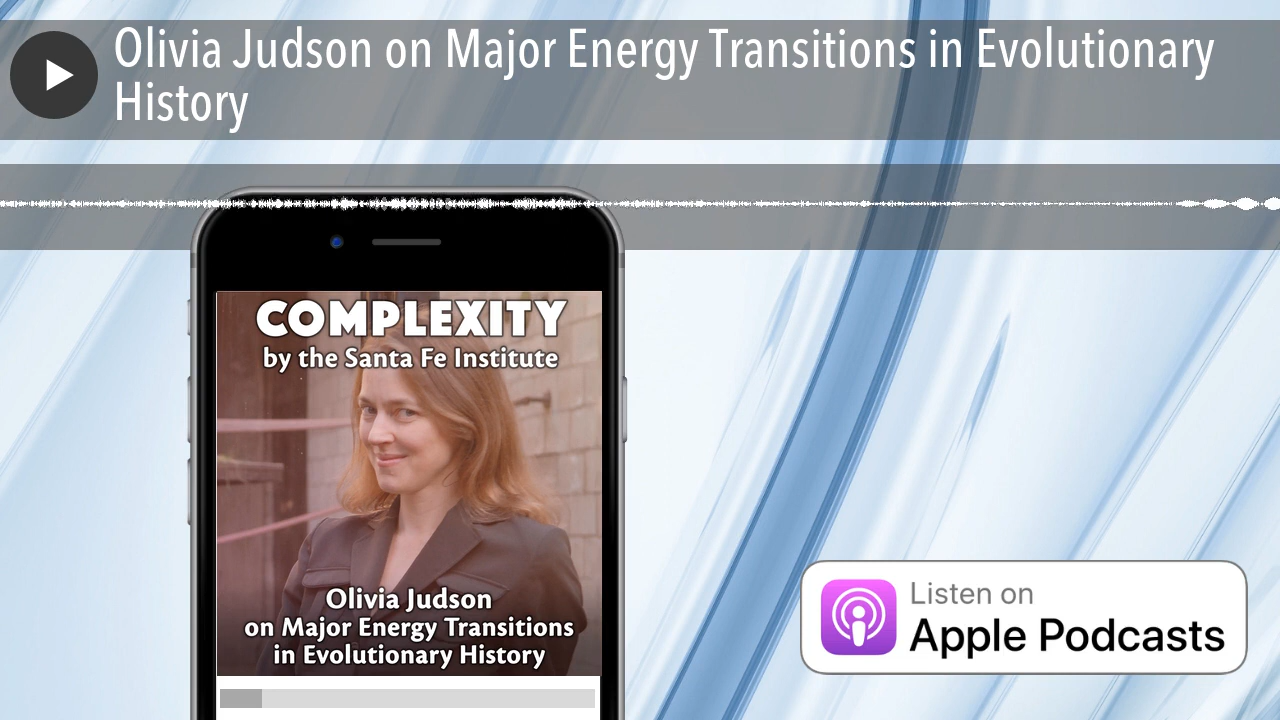 Olivia Judson on Major Energy Transitions in Evolutionary
History
COMPLEXITY
by the Santa Fe Institute
Olivia Judson
on Major Energy Transitions
in Evolutionary History
Listen on
Apple Podcasts